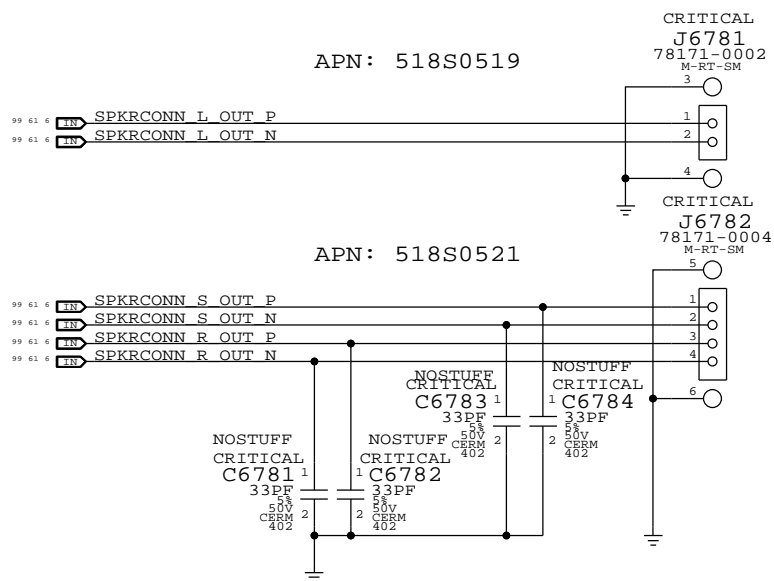 CRITICAL
J6781
78171-0002
M-RT-SM
APN: 518S0519
3
99 61 6 IN SPKRCONN_L_OUT_P 1
99 61 6 IN SPKRCONN_L_OUT_N 2
4
CRITICAL
J6782
78171-0004
M-RT-SM
APN: 518S0521
5
99 61 6 IN SPKRCONN_S_OUT_P 1
99 61 6 IN SPKRCONN_S_OUT_N 2
99 61 6 IN SPKRCONN_R_OUT_P 3
99 61 6 IN SPKRCONN_R_OUT_N 4
6
NOSTUFF
CRITICAL
C6783 1
33PF
5%
50V 2
CERM
402
NOSTUFF
CRITICAL
1 C6784
33PF
5%
2 50V
CERM
402
NOSTUFF
CRITICAL
C6781 1
33PF
5%
50V
CERM 2
402
NOSTUFF
CRITICAL
1 C6782
33PF
5%
50V
2 CERM
402